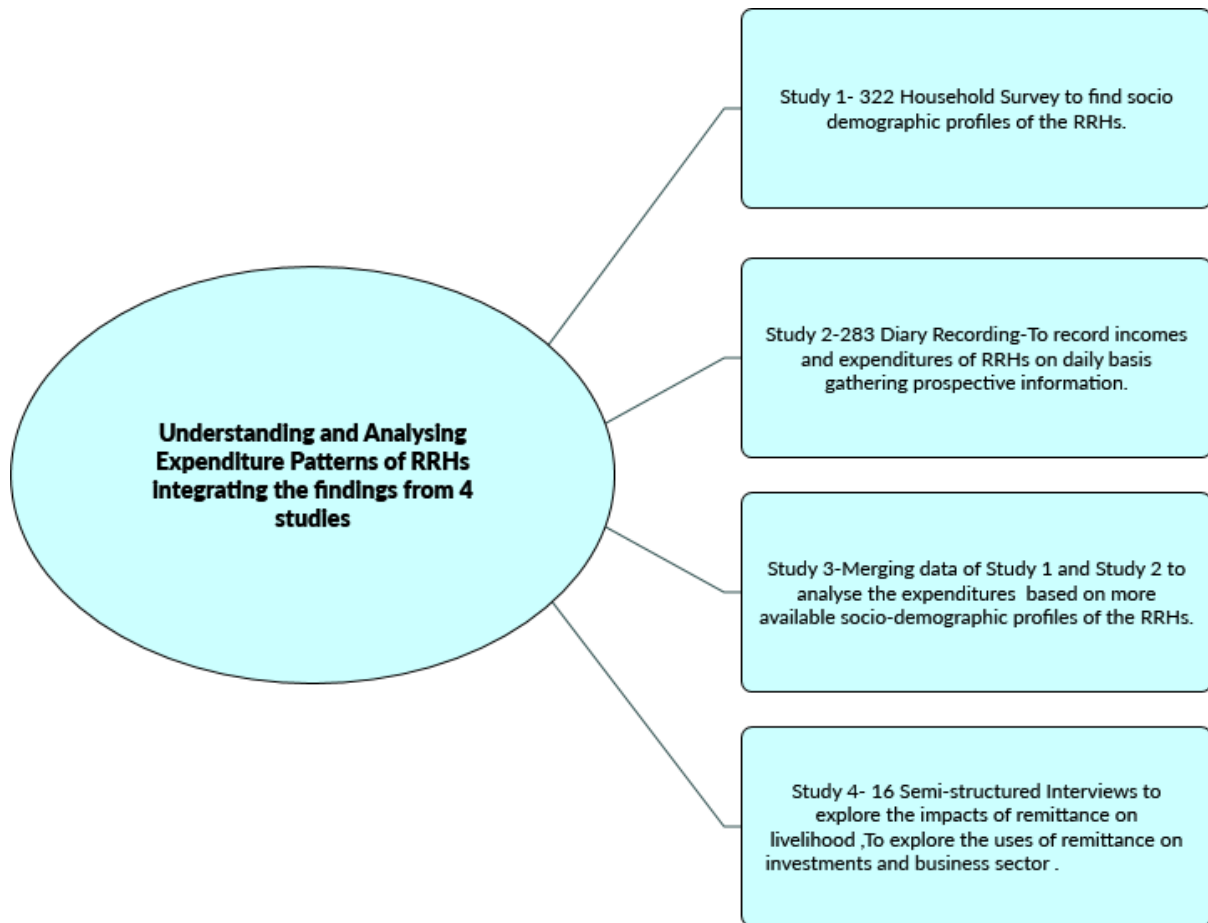 Study 1- 322 Household Survey to find socio
demographic profiles of the RRHs.
Study 2-283 Diary Recording-To record incomes
and expenditures of RRHs on daily basis
gathering prospective information.
Understanding and Analysing
Expenditure Patterns of RRHs
integrating the findings from 4
studies
Study 3-Merging data of Study 1 and Study 2 to
analyse the expenditures based on more
available socio-demographic profiles of the RRHs.
Study 4- 16 Semi-structured Interviews to
explore the impacts of remittance on
livelihood ,To explore the uses of remittance on
investments and business sector .